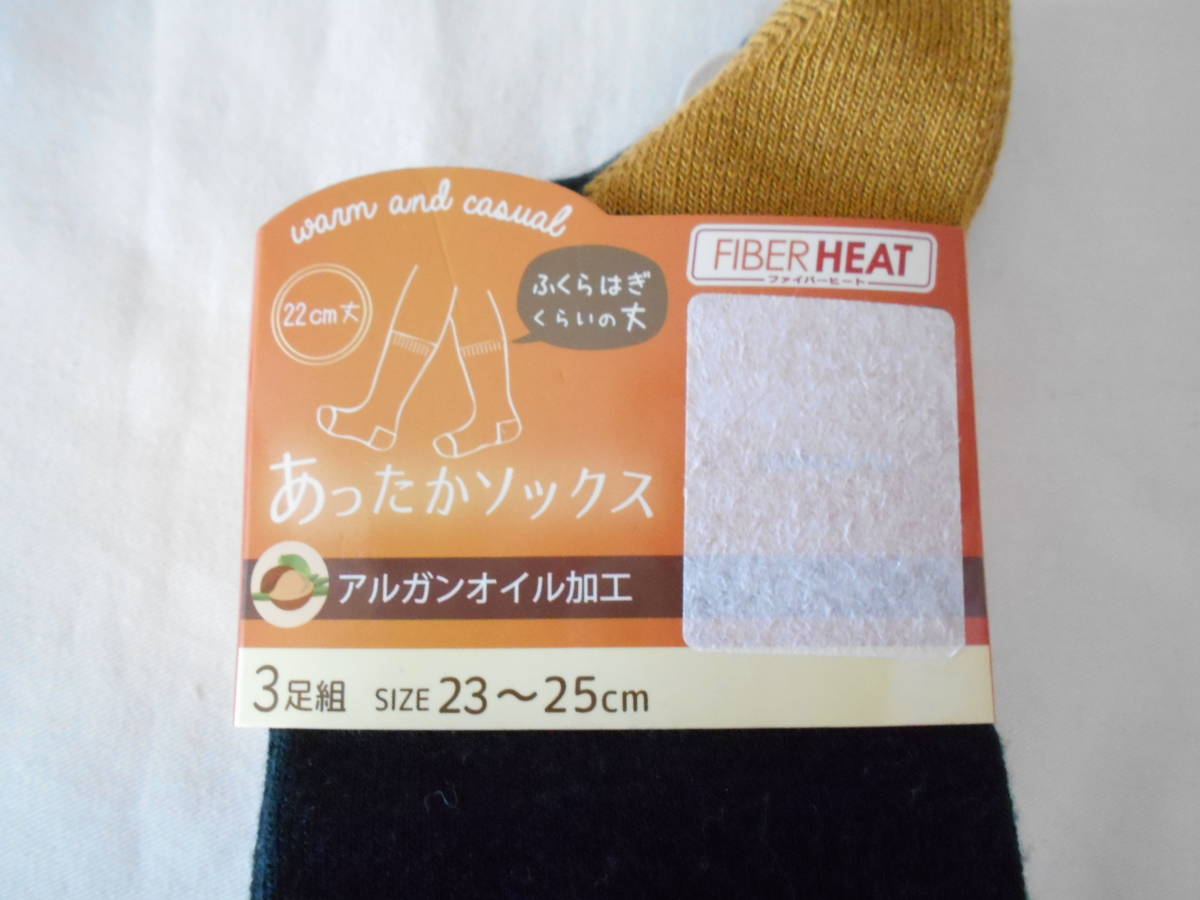 warm and casual
22cm丈
ふくらはぎ
くらいの丈
FIBER HEAT
ファイバーヒート
あったかソックス
アルガンオイル加工
3足組 SIZE 23～25cm